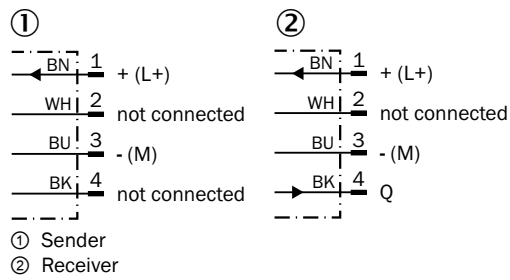 ① ②
BN 1 + (L+)
WH 2 not connected
BU 3 - (M)
BK 4 not connected
BN 1 + (L+)
WH 2 not connected
BU 3 - (M)
BK 4 Q
① Sender
② Receiver